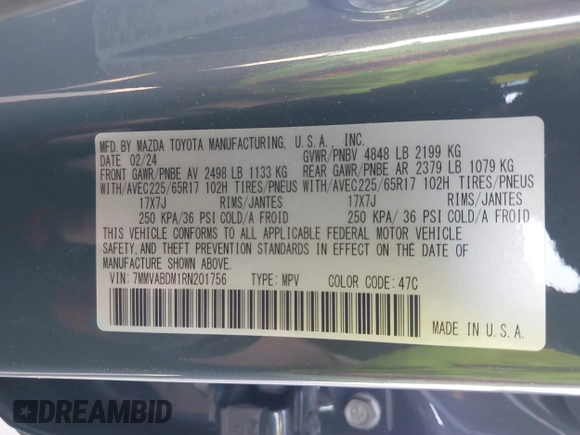 MFD. BY MAZDA TOYOTA MANUFACTURING, U.S.A., INC.
DATE 02/24 GVWR/PNBV 4848 LB 2199 KG
FRONT GAWR/PNBE AV 2498 LB 1133 KG REAR GAWR/PNBE AR 2379 LB 1079 KG
WITH/AVEC225/65R17 102H TIRES/PNEUS WITH/AVEC225/65R17 102H TIRES/PNEUS
17X7J RIMS/JANTES 17X7J RIMS/JANTES
250 KPA/36 PSI COLD/A FROID 250 KPA/ 36 PSI COLD/A FROID
THIS VEHICLE CONFORMS TO ALL APPLICABLE FEDERAL MOTOR VEHICLE
SAFETY, AND THEFT PREVENTION STANDARDS IN EFFECT ON THE DATE OF
MANUFACTURE SHOWN ABOVE.
VIN: 7MMVABDM1RN201756 TYPE: MPV COLOR CODE: 47C
MADE IN U.S.A.
DREAMBID